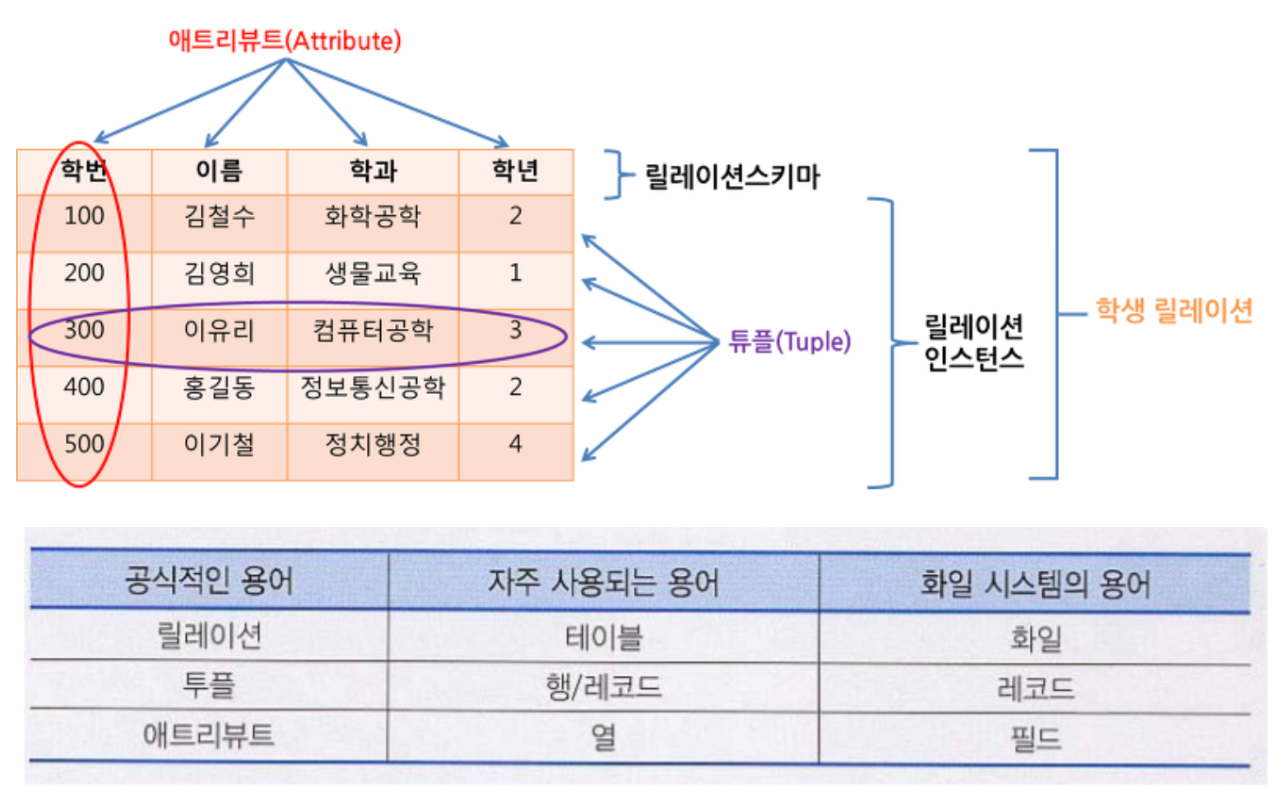 애트리뷰트(Attribute)
학번 이름 학과 학년
릴레이션스키마
100 김철수 화학공학 2
200 김영희 생물교육 1
300 이유리 컴퓨터공학 3
400 홍길동 정보통신공학 2
500 이기철 정치행정 4
튜플(Tuple)
릴레이션
인스턴스
학생 릴레이션
공식적인 용어 자주 사용되는 용어 화일 시스템의 용어
릴레이션 테이블 화일
투플 행/레코드 레코드
애트리뷰트 열 필드